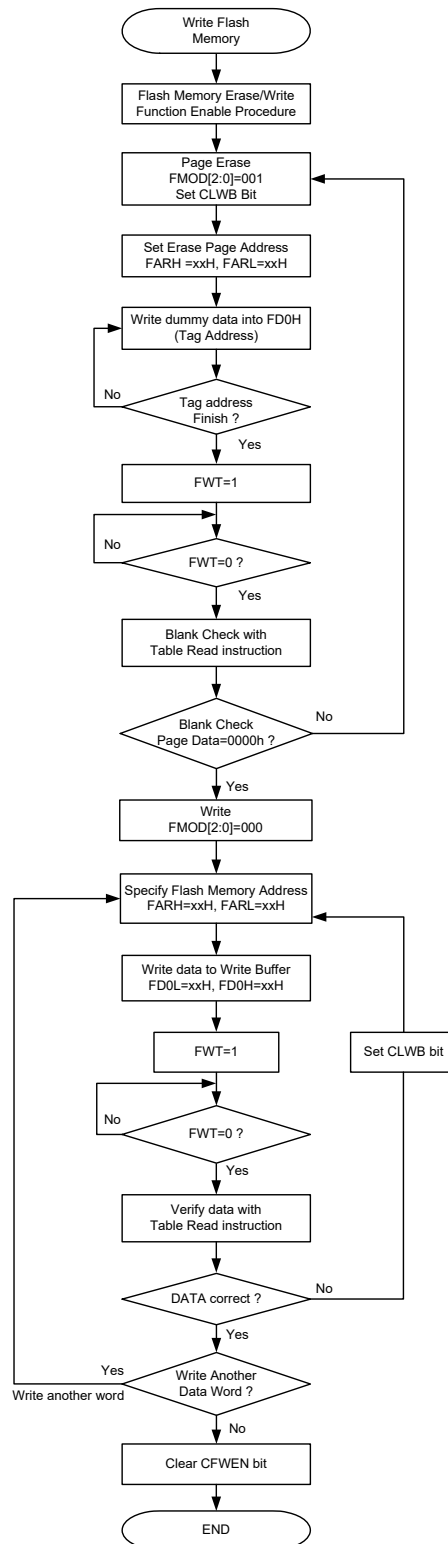 Write Flash
Memory
Flash Memory Erase/Write
Function Enable Procedure
Page Erase
FMOD[2:0]=001
Set CLWB Bit
Set Erase Page Address
FARH =xxH, FARL=xxH
Write dummy data into FD0H
(Tag Address)
No
Tag address
Finish ?
Yes
FWT=1
No
FWT=0 ?
Yes
Blank Check with
Table Read instruction
No
Blank Check
Page Data=0000h ?
Yes
Write
FMOD[2:0]=000
Specify Flash Memory Address
FARH=xxH, FARL=xxH
Write data to Write Buffer
FD0L=xxH, FD0H=xxH
FWT=1
Set CLWB bit
No
FWT=0 ?
Yes
Verify data with
Table Read instruction
No
DATA correct ?
Yes
Yes
Write another word
Write Another
Data Word ?
No
Clear CFWEN bit
END